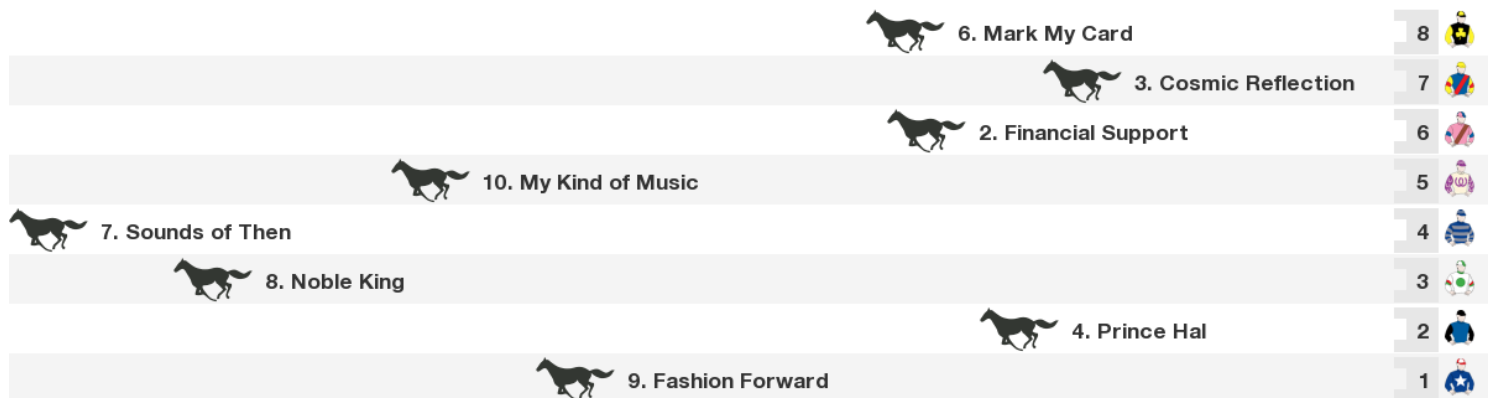 6. Mark My Card 8
3. Cosmic Reflection 7
2. Financial Support 6
10. My Kind of Music 5
7. Sounds of Then 4
8. Noble King 3
4. Prince Hal 2
9. Fashion Forward 1